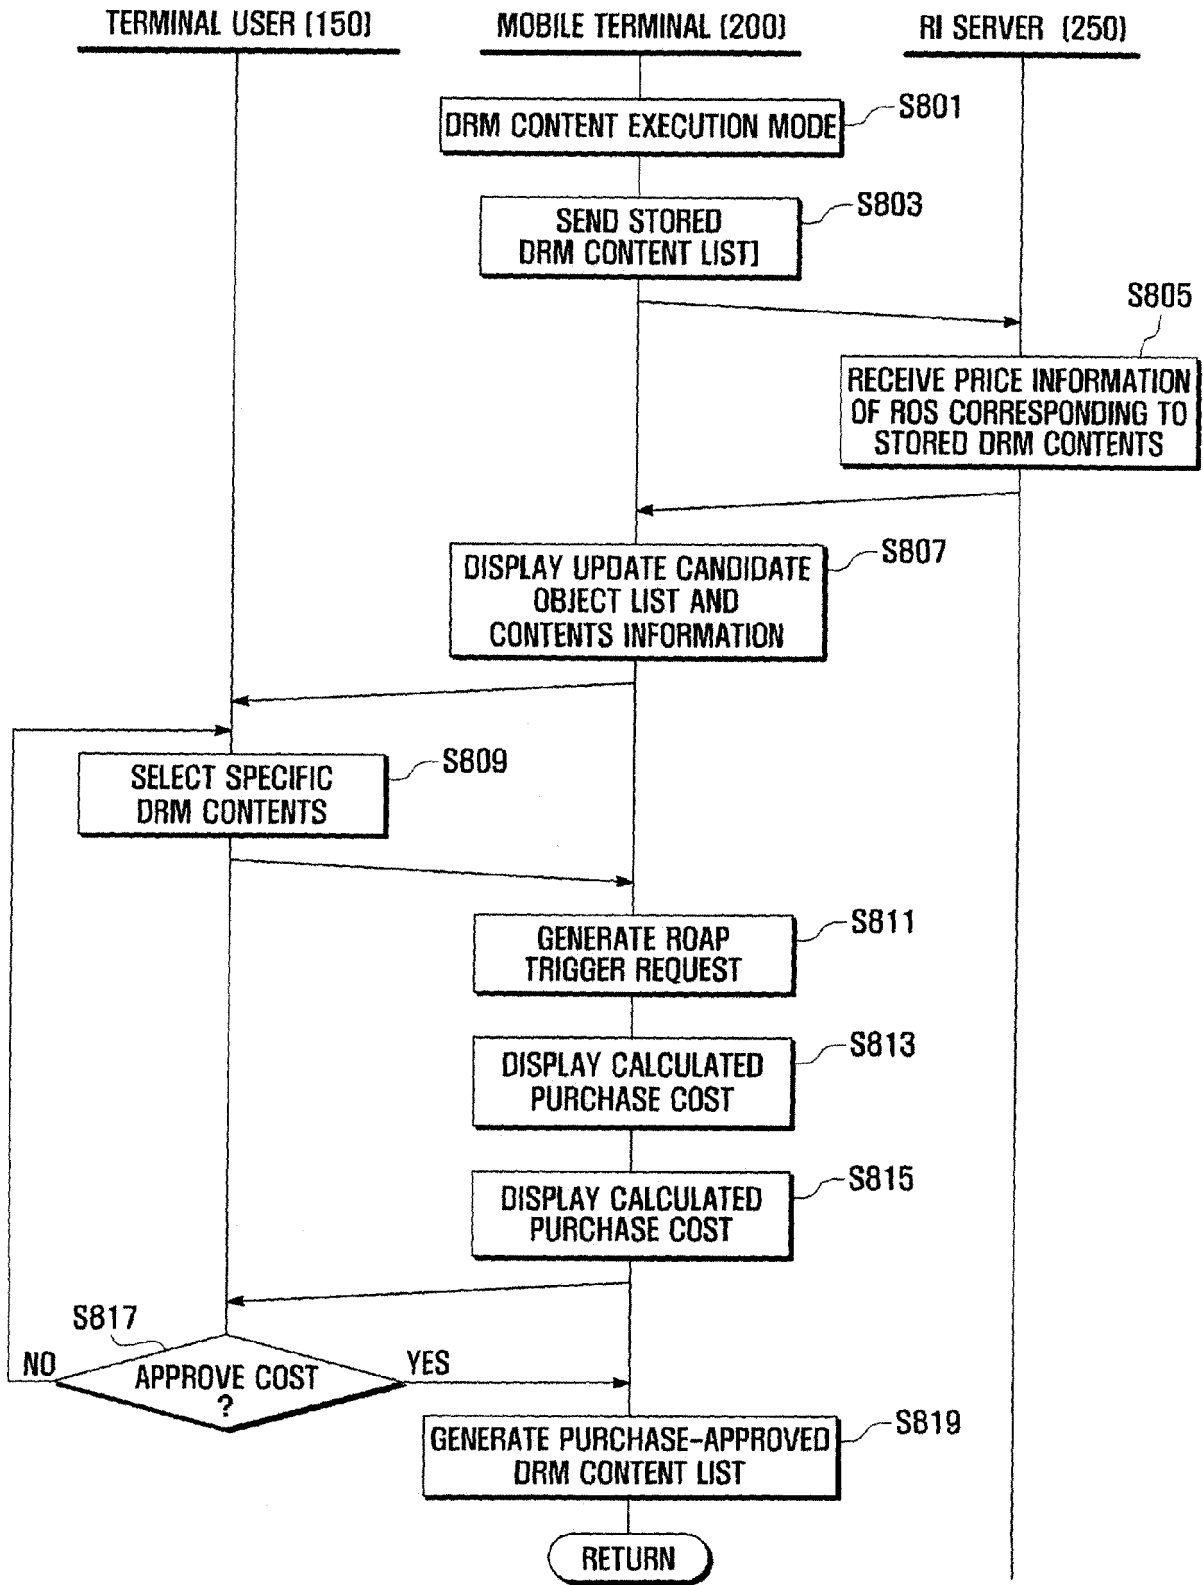 TERMINAL USER (150)
MOBILE TERMINAL (200)
RI SERVER (250)
S801
DRM CONTENT EXECUTION MODE
S803
SEND STORED
DRM CONTENT LIST]
S805
RECEIVE PRICE INFORMATION
OF ROS CORRESPONDING TO
STORED DRM CONTENTS
S807
DISPLAY UPDATE CANDIDATE
OBJECT LIST AND
CONTENTS INFORMATION
S809
SELECT SPECIFIC
DRM CONTENTS
S811
GENERATE ROAP
TRIGGER REQUEST
S813
DISPLAY CALCULATED
PURCHASE COST
S815
DISPLAY CALCULATED
PURCHASE COST
S817
NO
APPROVE COST
?
YES
S819
GENERATE PURCHASE-APPROVED
DRM CONTENT LIST
RETURN